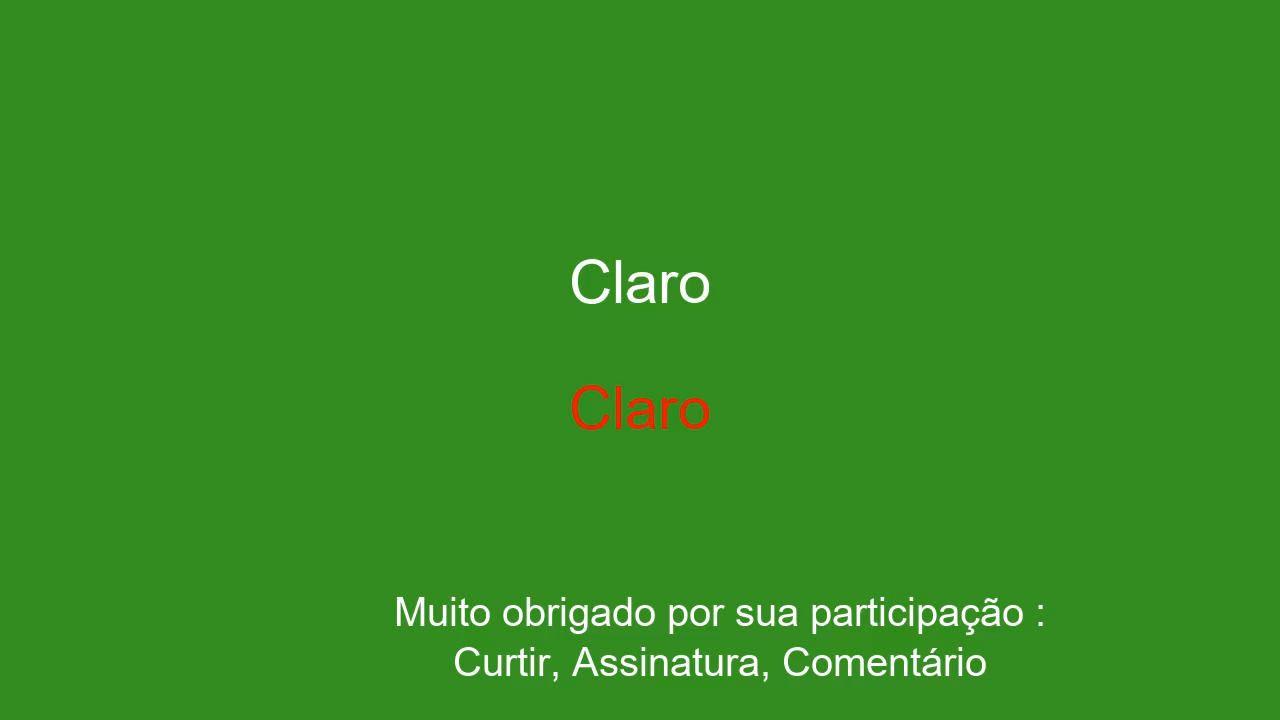 Claro
Claro
Muito obrigado por sua participação :
Curtir, Assinatura, Comentário